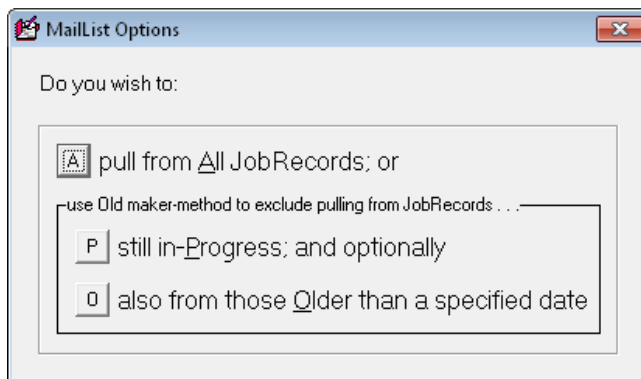 MailList Options
Do you wish to:
A pull from All JobRecords; or
use Old maker-method to exclude pulling from JobRecords . . .
P still in-Progress; and optionally
O also from those Older than a specified date